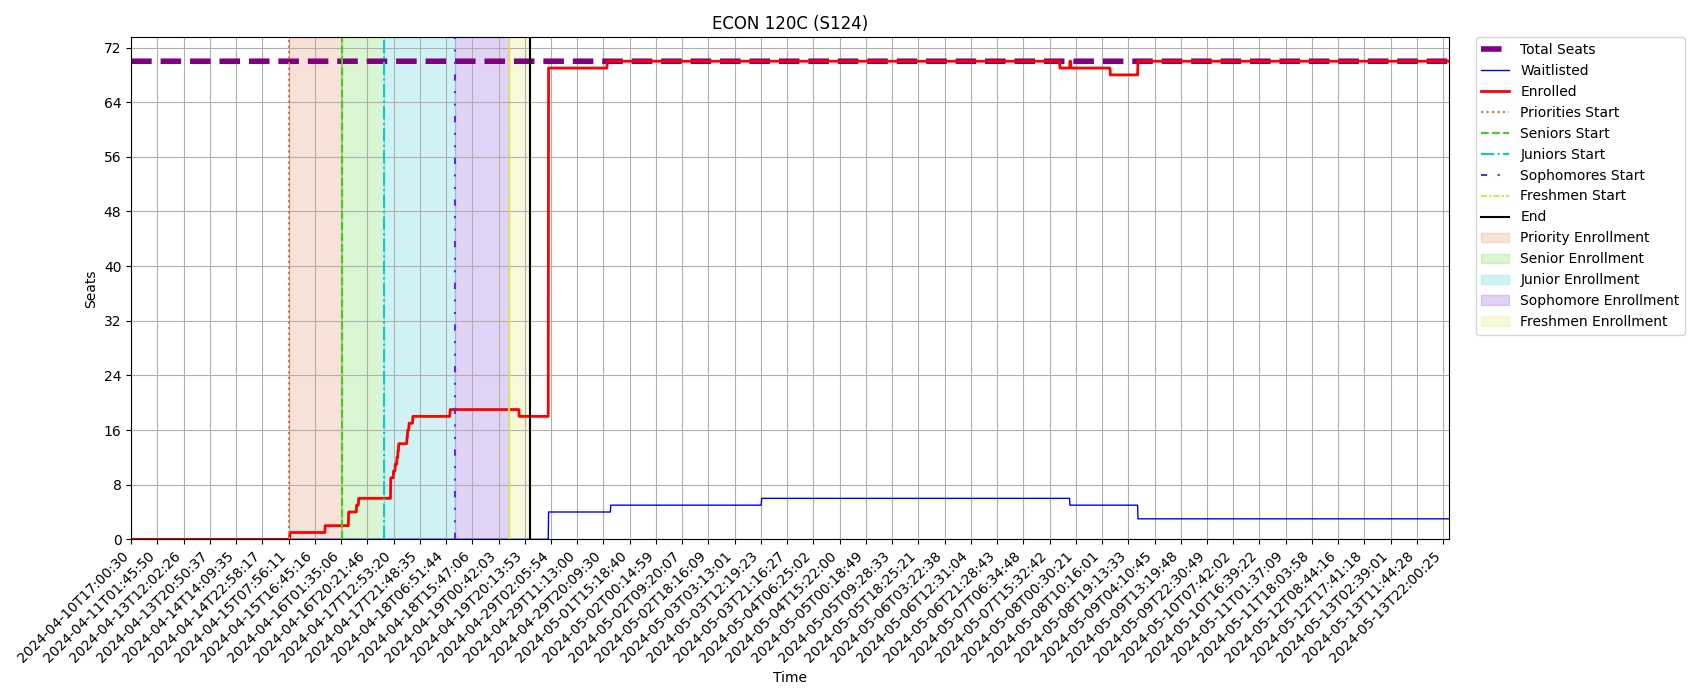 ECON 120C (S124)
Seats
72
64
56
48
40
32
24
16
8
0
2024-04-10T17:00:30
2024-04-11T01:45:50
2024-04-13T12:02:26
2024-04-13T20:50:37
2024-04-14T14:09:35
2024-04-14T22:58:17
2024-04-15T07:56:11
2024-04-15T16:45:16
2024-04-16T01:35:06
2024-04-16T20:21:46
2024-04-17T12:53:20
2024-04-17T21:48:35
2024-04-18T06:51:44
2024-04-18T15:47:06
2024-04-19T00:42:03
2024-04-19T20:13:53
2024-04-29T02:05:54
2024-04-29T11:13:00
2024-04-29T20:09:30
2024-05-01T15:18:40
2024-05-02T00:14:59
2024-05-02T09:20:07
2024-05-02T18:16:09
2024-05-03T03:13:01
2024-05-03T12:19:23
2024-05-03T21:16:27
2024-05-04T06:25:02
2024-05-04T15:22:00
2024-05-05T00:18:49
2024-05-05T09:28:33
2024-05-05T18:25:21
2024-05-06T03:22:38
2024-05-06T12:31:04
2024-05-06T21:28:43
2024-05-07T06:34:48
2024-05-07T15:32:42
2024-05-08T00:30:21
2024-05-08T10:16:01
2024-05-08T19:13:33
2024-05-09T04:10:45
2024-05-09T13:19:48
2024-05-09T22:30:49
2024-05-10T07:42:02
2024-05-10T16:39:22
2024-05-11T01:37:09
2024-05-11T18:03:58
2024-05-12T08:44:16
2024-05-12T17:41:18
2024-05-13T02:39:01
2024-05-13T11:44:28
2024-05-13T22:00:25
Time
Total Seats
Waitlisted
Enrolled
Priorities Start
Seniors Start
Juniors Start
Sophomores Start
Freshmen Start
End
Priority Enrollment
Senior Enrollment
Junior Enrollment
Sophomore Enrollment
Freshmen Enrollment